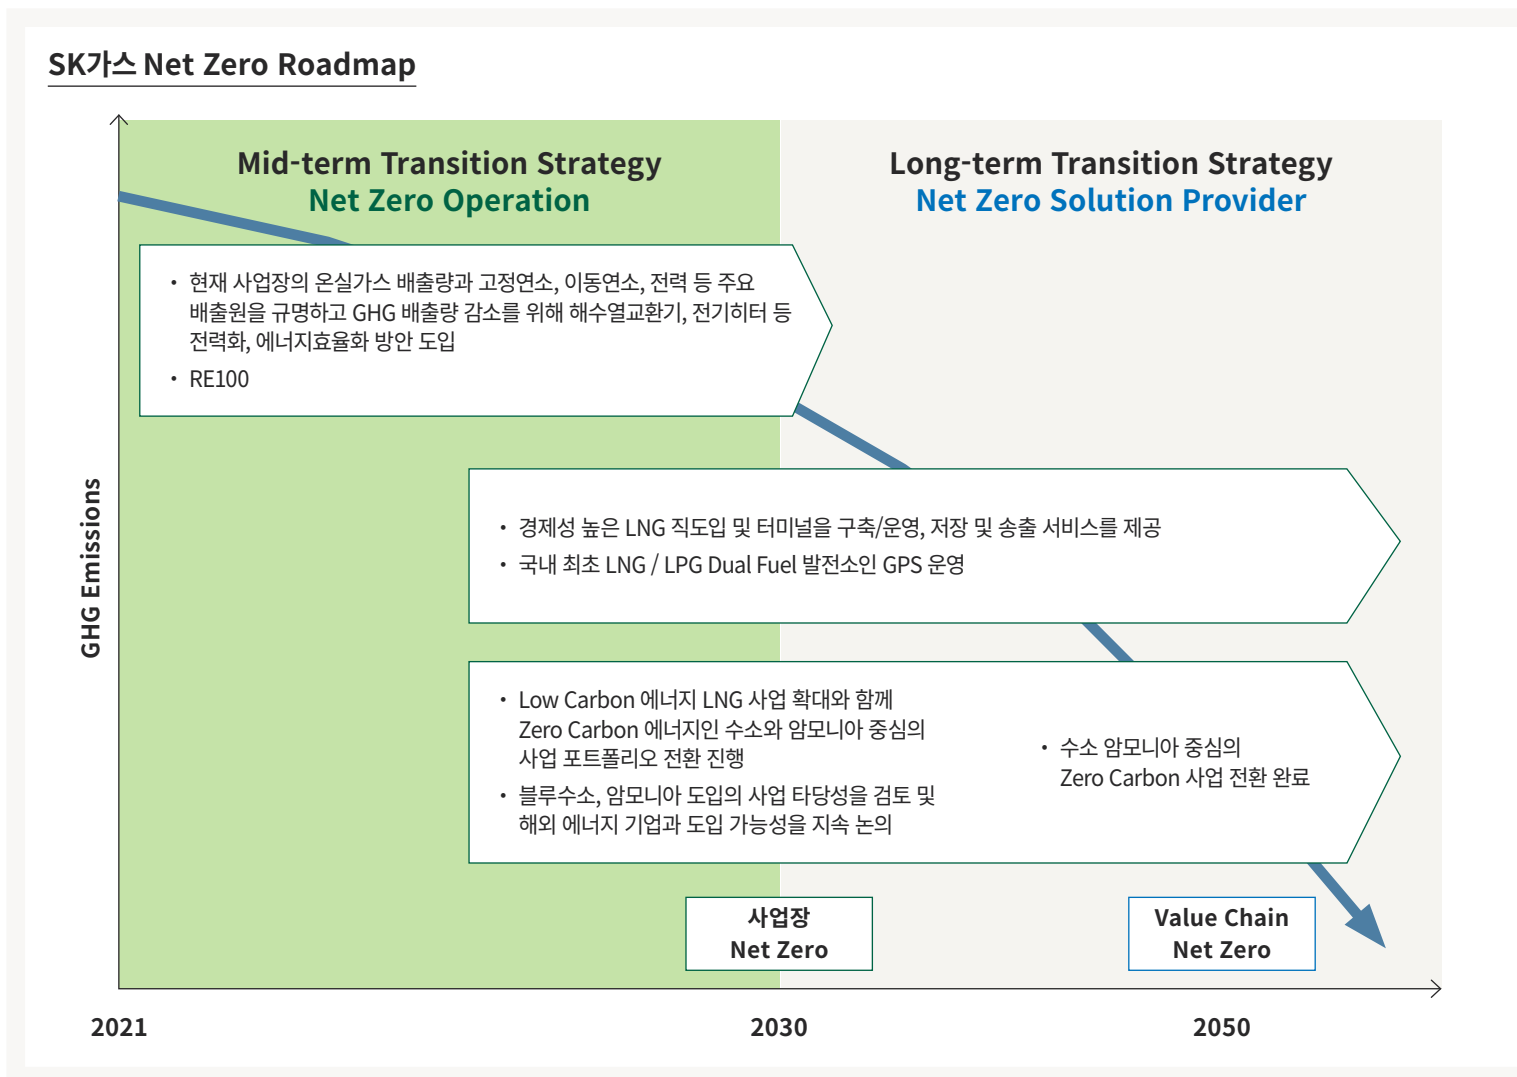 SK가스 Net Zero Roadmap
Mid-term Transition Strategy
Net Zero Operation
Long-term Transition Strategy
Net Zero Solution Provider
• 현재 사업장의 온실가스 배출량과 고정연소, 이동연소, 전력 등 주요
배출원을 규명하고 GHG 배출량 감소를 위해 해수열교환기, 전기히터 등
전력화, 에너지효율화 방안 도입
• RE100
• 경제성 높은 LNG 직도입 및 터미널을 구축/운영, 저장 및 송출 서비스를 제공
• 국내 최초 LNG / LPG Dual Fuel 발전소인 GPS 운영
• Low Carbon 에너지 LNG 사업 확대와 함께
Zero Carbon 에너지인 수소와 암모니아 중심의
사업 포트폴리오 전환 진행
• 블루수소, 암모니아 도입의 사업 타당성을 검토 및
해외 에너지 기업과 도입 가능성을 지속 논의
• 수소 암모니아 중심의
Zero Carbon 사업 전환 완료
사업장
Net Zero
Value Chain
Net Zero
GHG Emissions
2021
2030
2050